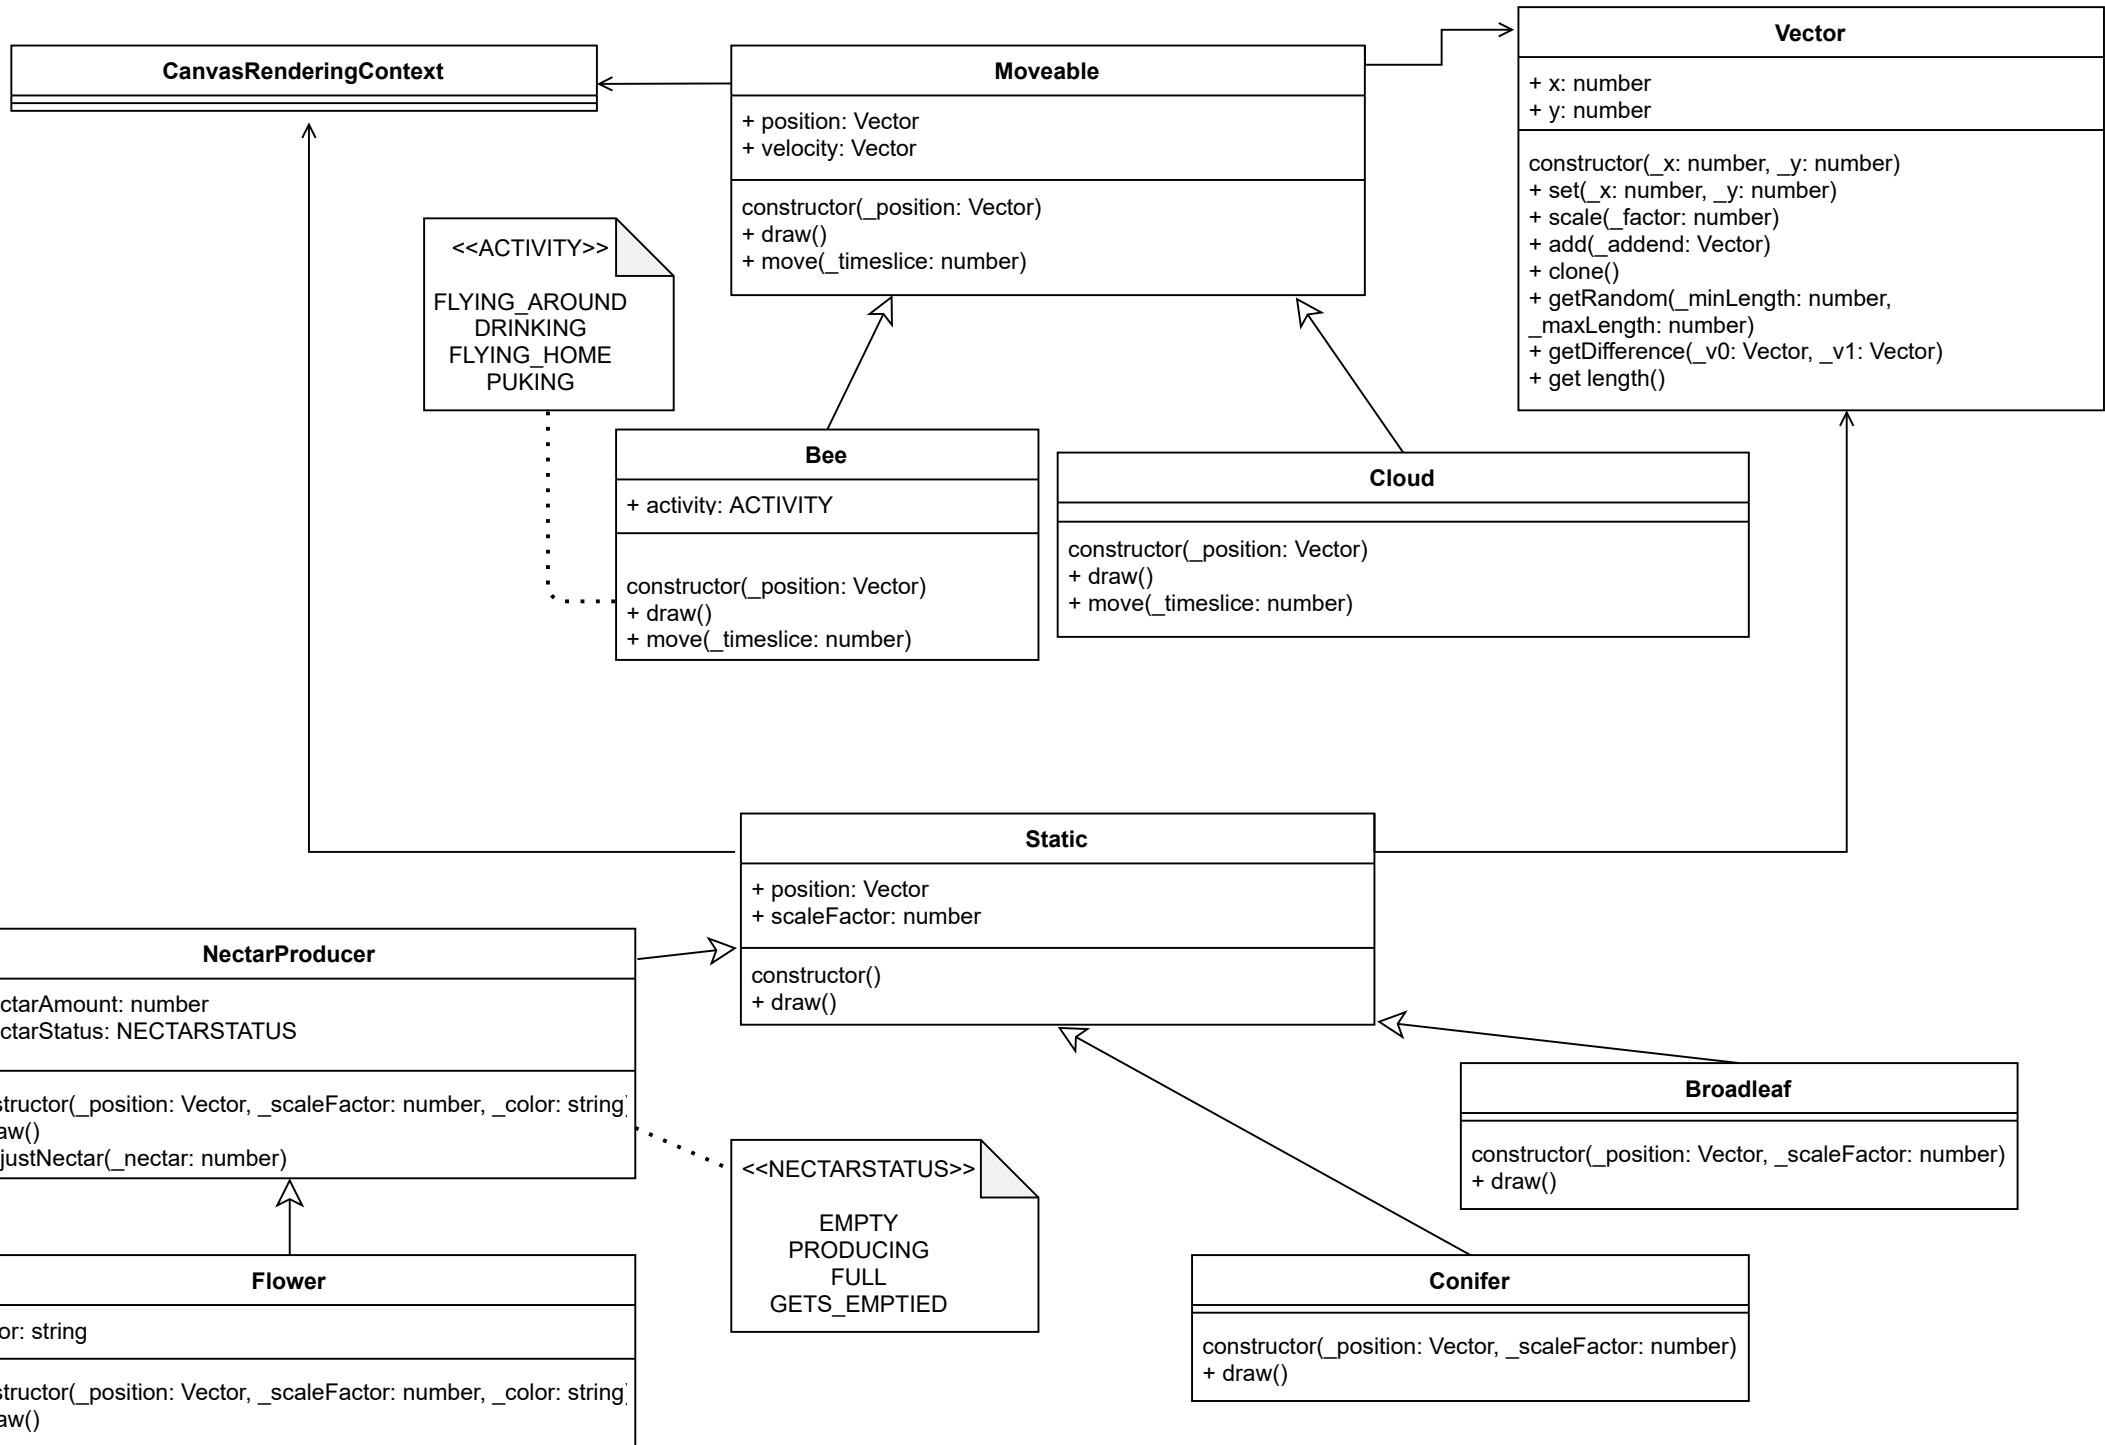 CanvasRenderingContext
Moveable
+ position: Vector
+ velocity: Vector
constructor(_position: Vector)
+ draw()
+ move(_timeslice: number)
Vector
+ x: number
+ y: number
constructor(_x: number, _y: number)
+ set(_x: number, _y: number)
+ scale(_factor: number)
+ add(_addend: Vector)
+ clone()
+ getRandom(_minLength: number,
_maxLength: number)
+ getDifference(_v0: Vector, _v1: Vector)
+ get length()
<<ACTIVITY>>
FLYING_AROUND
DRINKING
FLYING_HOME
PUKING
Bee
+ activity: ACTIVITY
constructor(_position: Vector)
+ draw()
+ move(_timeslice: number)
Cloud
constructor(_position: Vector)
+ draw()
+ move(_timeslice: number)
Static
+ position: Vector
+ scaleFactor: number
constructor()
+ draw()
NectarProducer
ctarAmount: number
ctarStatus: NECTARSTATUS
structor(_position: Vector, _scaleFactor: number, _color: string)
aw()
justNectar(_nectar: number)
<<NECTARSTATUS>>
EMPTY
PRODUCING
FULL
GETS_EMPTIED
Broadleaf
constructor(_position: Vector, _scaleFactor: number)
+ draw()
Flower
or: string
structor(_position: Vector, _scaleFactor: number, _color: string)
aw()
Conifer
constructor(_position: Vector, _scaleFactor: number)
+ draw()